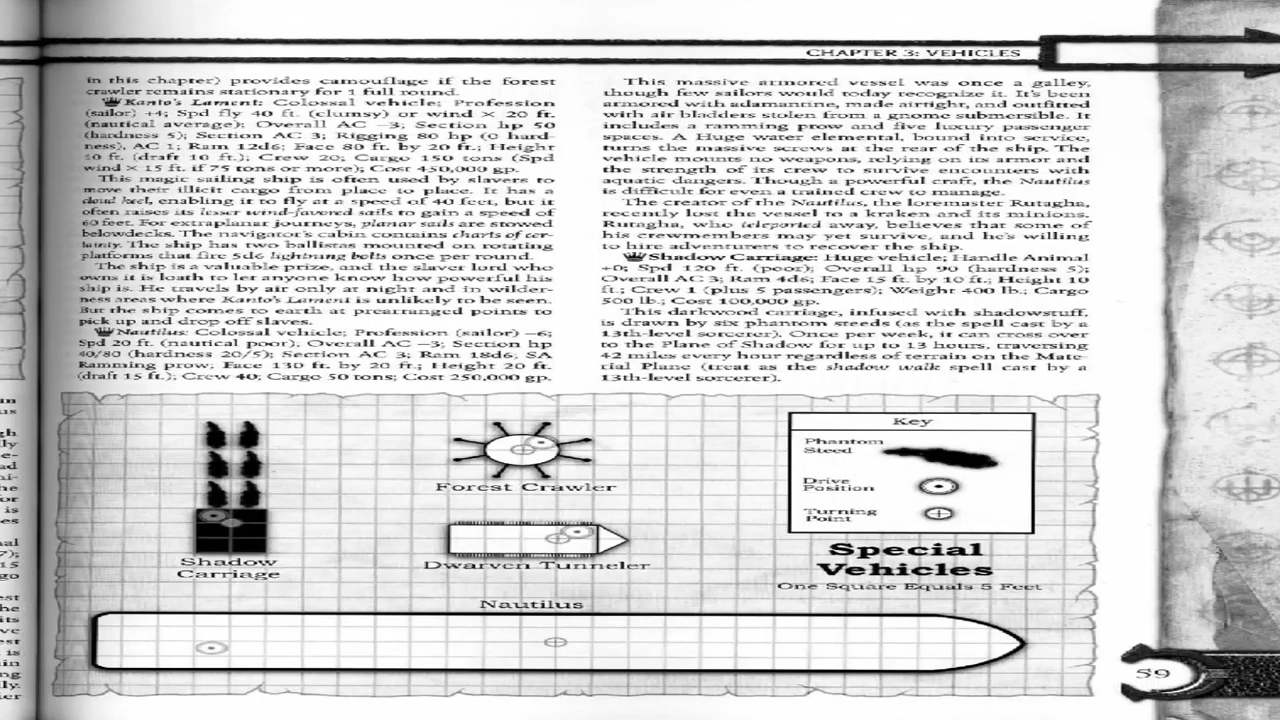 CHAPTER 3: VEHICLES
in this chapter) provides camouflage if the forest
crawler remains stationary for 1 full round.
Kanto's Lament: Colossal vehicle; Profession
(sailor) +4; Spd fly 40 ft. (clumsy) or wind × 20 ft.
(nautical average); Overall AC –3; Section hp 50
(hardness 5); Section AC 3; Rigging 80 hp (0 hard-
ness), AC 1; Ram 12d6; Face 80 ft. by 20 ft.; Height
10 ft. (draft 10 ft.); Crew 20; Cargo 150 tons (Spd
wind × 15 ft. if 75 tons or more); Cost 450,000 gp.
This magic sailing ship is often used by slavers to
move their illicit cargo from place to place. It has a
cloud keel, enabling it to fly at a speed of 40 feet, but it
often raises its lesser wind-favored sails to gain a speed of
60 feet. For extraplanar journeys, planar sails are stowed
belowdecks. The navigator's cabin contains charts of cer-
tainty. The ship has two ballistas mounted on rotating
platforms that fire 5d6 lightning bolts once per round.
The ship is a valuable prize, and the slaver lord who
owns it is loath to let anyone know how powerful his
ship is. He travels by air only at night and in wilder-
ness areas where Kanto's Lament is unlikely to be seen.
But the ship comes to earth at prearranged points to
pick up and drop off slaves.
Nautilus: Colossal vehicle; Profession (sailor) –6;
Spd 20 ft. (nautical poor); Overall AC –3; Section hp
40/80 (hardness 20/5); Section AC 3; Ram 18d6, SA
Ramming prow; Face 130 ft. by 20 ft.; Height 20 ft.
(draft 15 ft.); Crew 40; Cargo 50 tons; Cost 250,000 gp.
This massive armored vessel was once a galley,
though few sailors would today recognize it. It's been
armored with adamantine, made airtight, and outfitted
with air bladders stolen from a gnome submersible. It
includes a ramming prow and five luxury passenger
spaces. A Huge water elemental, bound into service,
turns the massive screws at the rear of the ship. The
vehicle mounts no weapons, relying on its armor and
the strength of its crew to survive encounters with
aquatic dangers. Though a powerful craft, the Nautilus
is difficult for even a trained crew to manage.
The creator of the Nautilus, the loremaster Rutagha,
recently lost the vessel to a kraken and its minions.
Rutagha, who teleported away, believes that some of
his crewmembers may yet survive, and he's willing
to hire adventurers to recover the ship.
Shadow Carriage: Huge vehicle; Handle Animal
+0; Spd 120 ft. (poor); Overall hp 90 (hardness 5);
Overall AC 3; Ram 4d6; Face 15 ft. by 10 ft.; Height 10
ft.; Crew 1 (plus 5 passengers); Weight 400 lb.; Cargo
500 lb.; Cost 100,000 gp.
This darkwood carriage, infused with shadowstuff,
is drawn by six phantom steeds (as the spell cast by a
13th-level sorcerer). Once per week, it can cross over
to the Plane of Shadow for up to 13 hours, traversing
42 miles every hour regardless of terrain on the Mate-
rial Plane (treat as the shadow walk spell cast by a
13th-level sorcerer).
Shadow
Carriage
Forest Crawler
Dwarven Tunneler
Key
Phantom
Steed
Drive
Position
Turning
Point
Special
Vehicles
One Square Equals 5 Feet
Nautilus
59